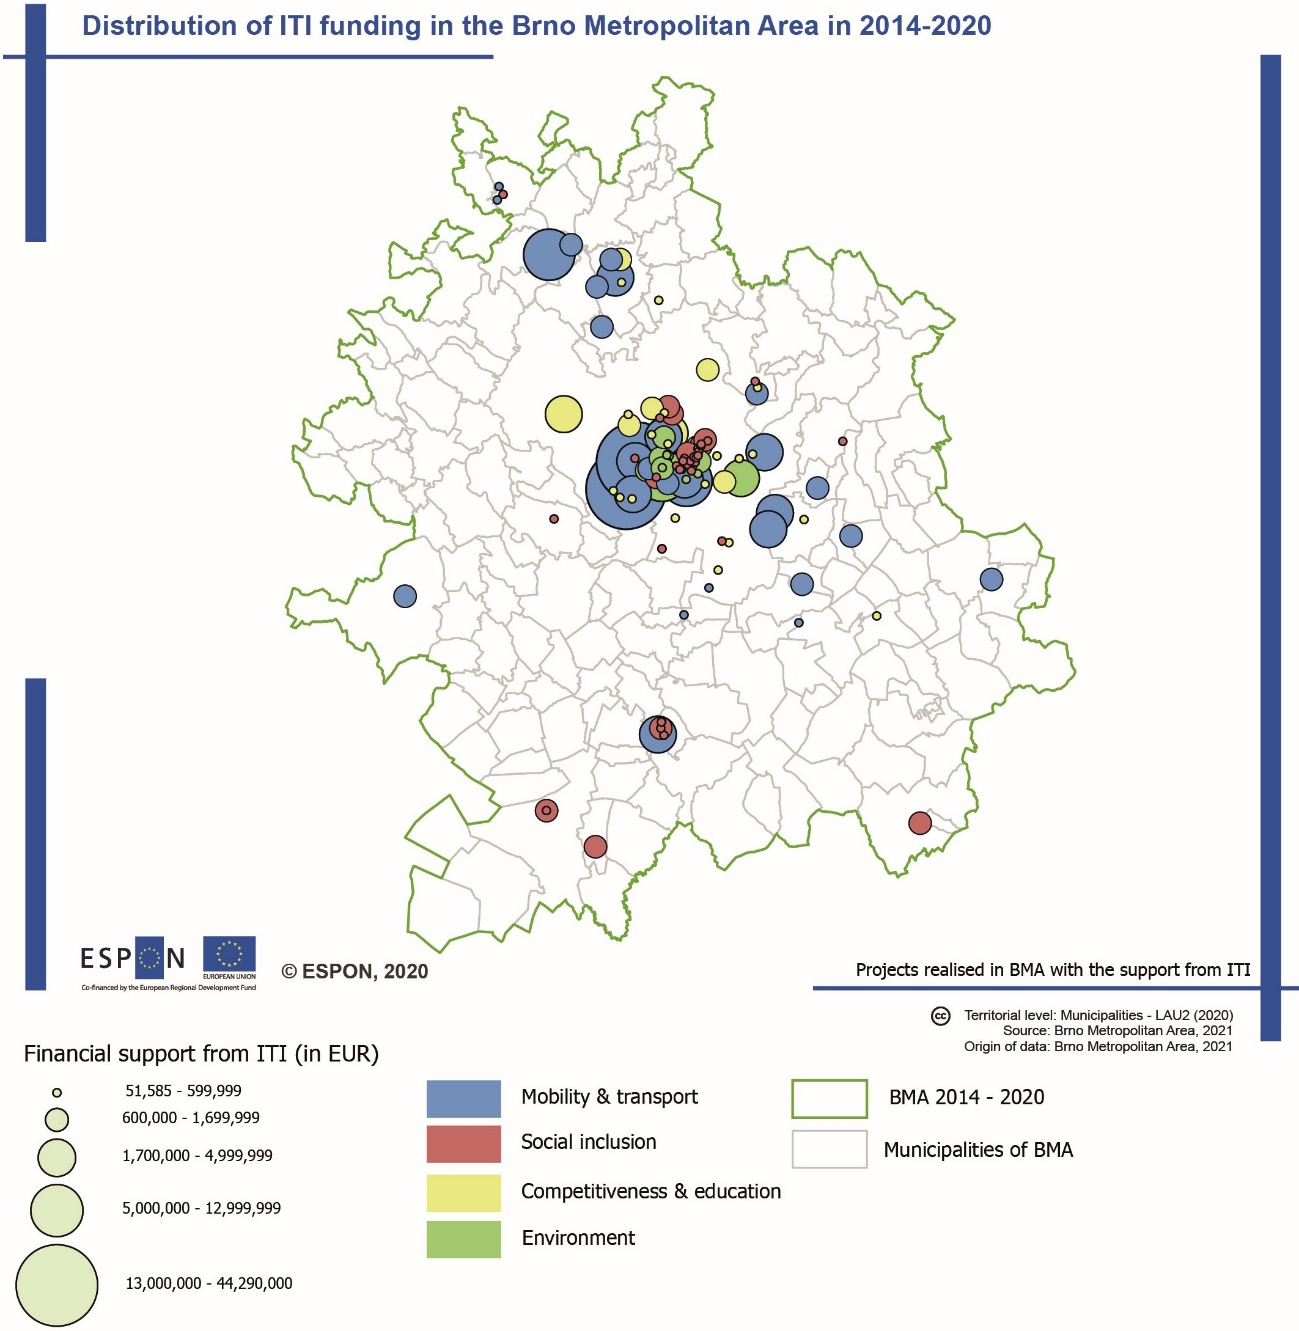 Distribution of ITI funding in the Brno Metropolitan Area in 2014-2020
ESPON
EUROPEAN UNION
Co-financed by the European Regional Development Fund
© ESPON, 2020
Projects realised in BMA with the support from ITI
cc
Territorial level: Municipalities - LAU2 (2020)
Source: Brno Metropolitan Area, 2021
Origin of data: Brno Metropolitan Area, 2021
Financial support from ITI (in EUR)
51,585 - 599,999
600,000 - 1,699,999
1,700,000 - 4,999,999
5,000,000 - 12,999,999
13,000,000 - 44,290,000
Mobility & transport
Social inclusion
Competitiveness & education
Environment
BMA 2014 - 2020
Municipalities of BMA